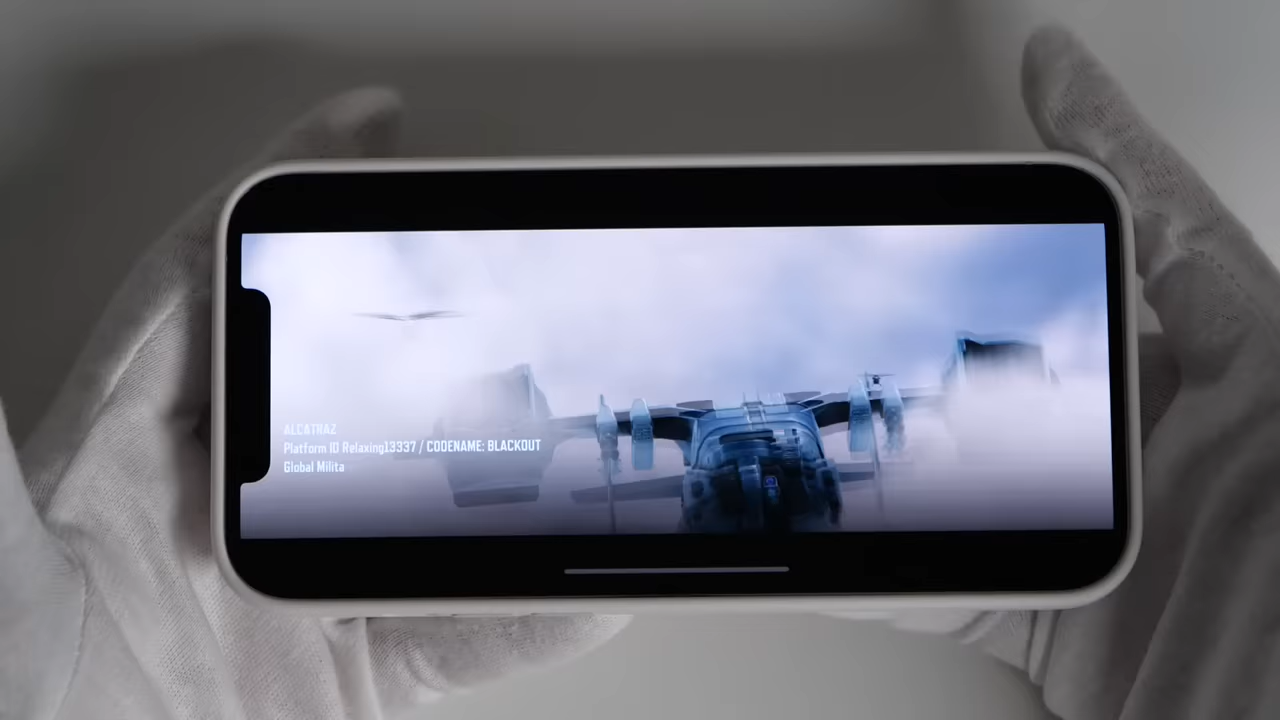 ALCATRAZ
Platform ID Relaxing13337 / CODENAME: BLACKOUT
Global Milita